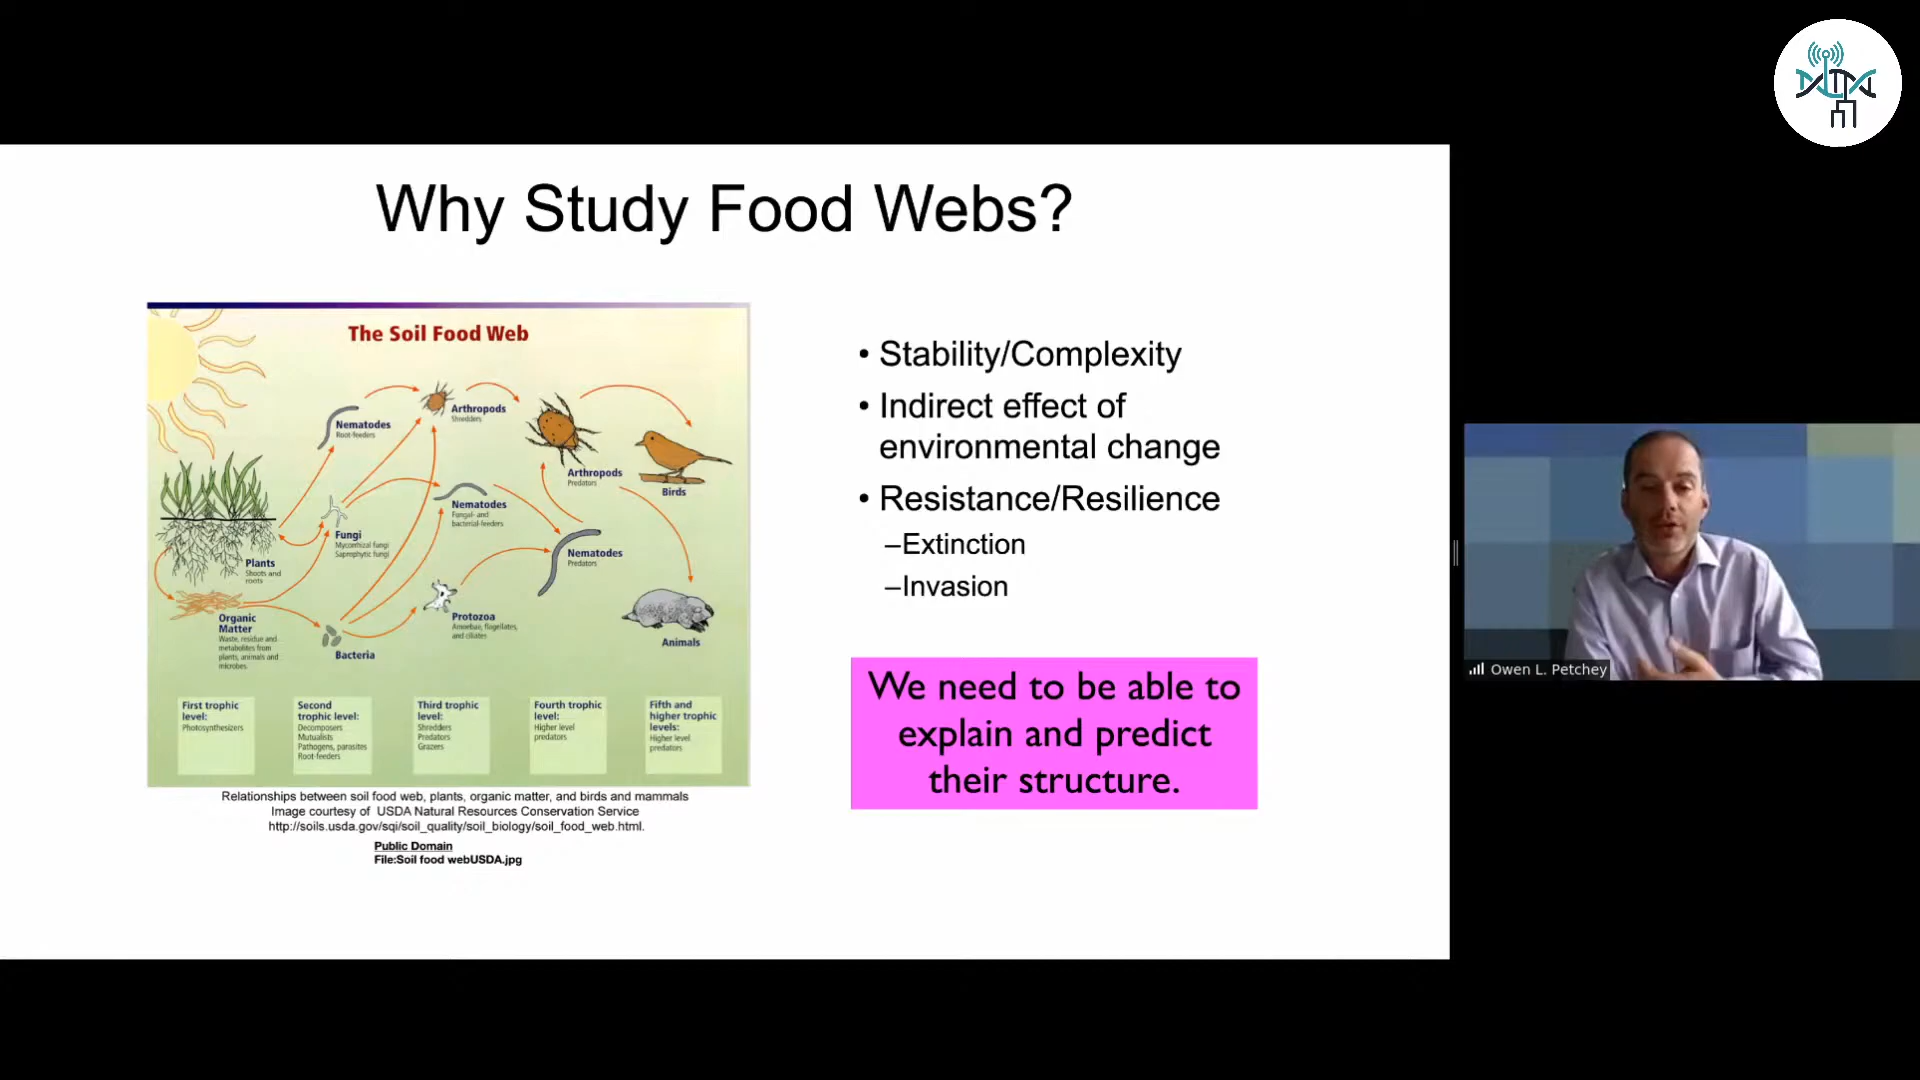 Why Study Food Webs?
The Soil Food Web
Arthropods
Shredders
Nematodes
Root-feeders
Arthropods
Predators
Birds
Nematodes
Fungal- and
bacterial-feeders
Fungi
Mycorrhizal fungi
Saprophytic fungi
Nematodes
Predators
Plants
Shoots and
roots
Organic
Matter
Waste, residue and
metabolites from
plants, animals and
microbes.
Protozoa
Amoebae, flagellates,
and ciliates
Bacteria
Animals
First trophic
level:
Photosynthesizers
Second
trophic level:
Decomposers
Mutualists
Pathogens, parasites
Root-feeders
Third trophic
level:
Shredders
Predators
Grazers
Fourth trophic
level:
Higher level
predators
Fifth and
higher trophic
levels:
Higher level
predators
Relationships between soil food web, plants, organic matter, and birds and mammals
Image courtesy of USDA Natural Resources Conservation Service
http://soils.usda.gov/sqi/soil_quality/soil_biology/soil_food_web.html.
Public Domain
File:Soil food webUSDA.jpg
• Stability/Complexity
• Indirect effect of
environmental change
• Resistance/Resilience
–Extinction
–Invasion
We need to be able to
explain and predict
their structure.
Owen L. Petchey